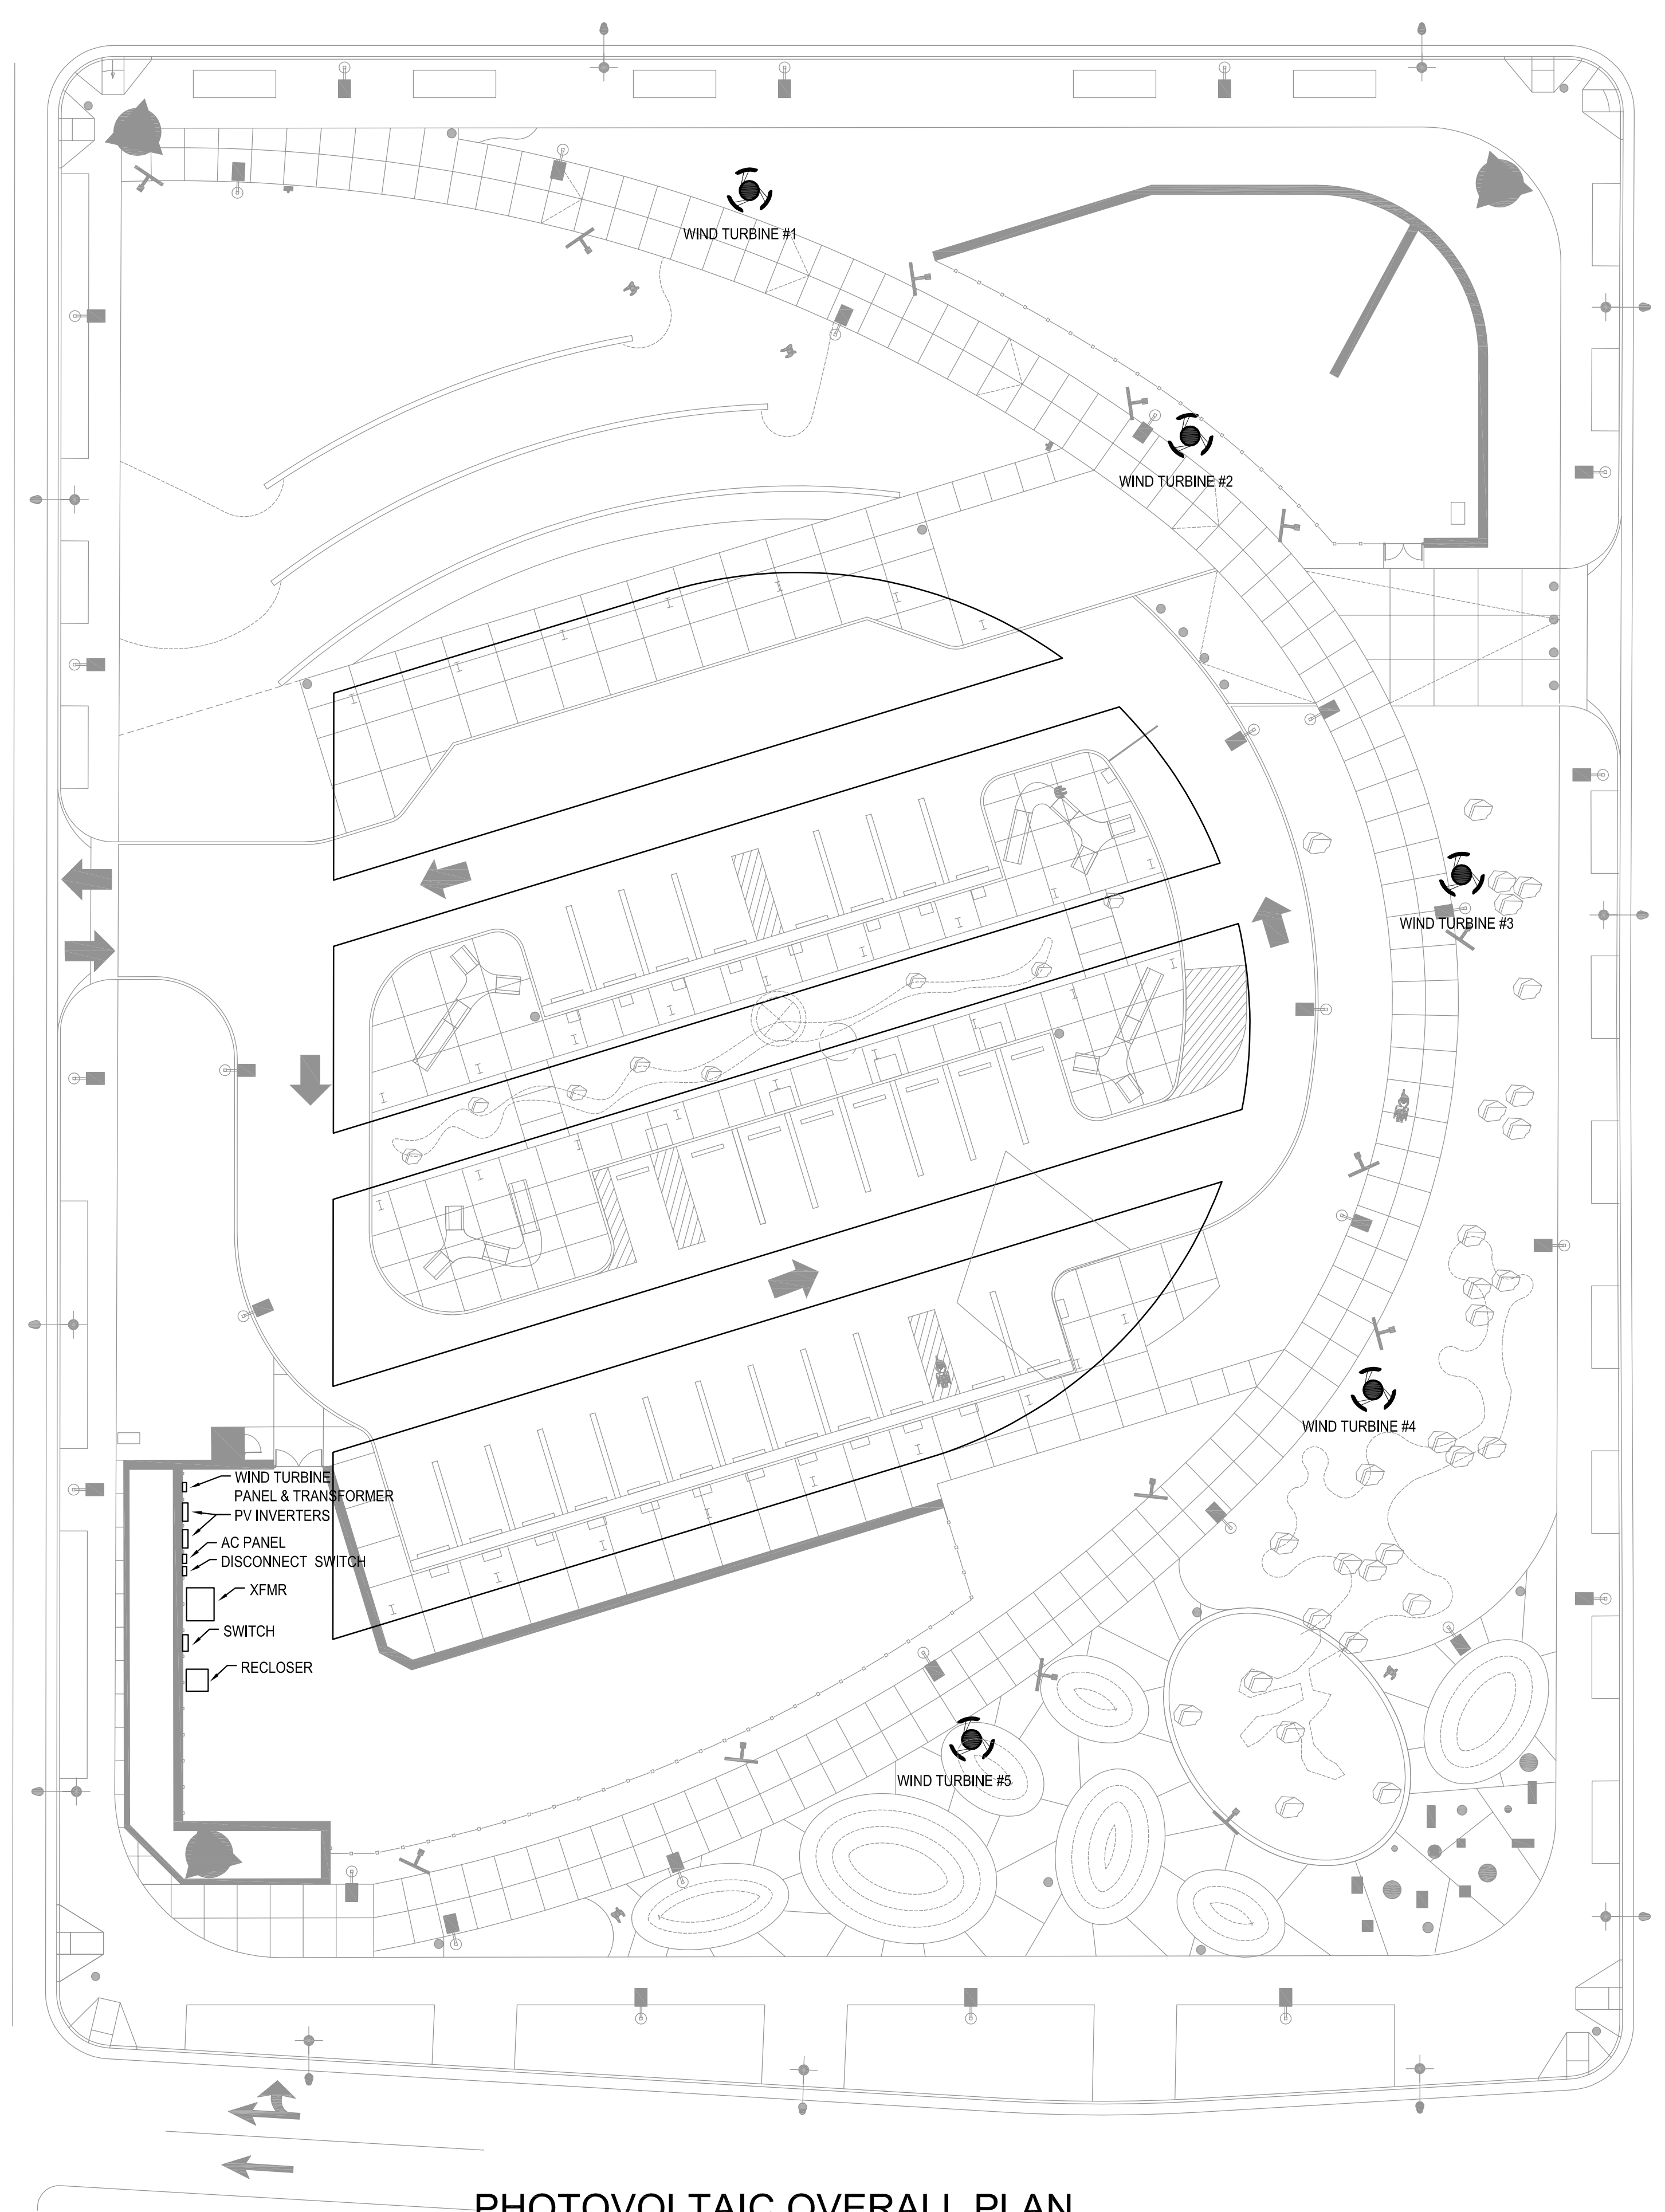 WIND TURBINE #1
WIND TURBINE #2
WIND TURBINE #3
WIND TURBINE #4
WIND TURBINE
PANEL & TRANSFORMER
PV INVERTERS
AC PANEL
DISCONNECT SWITCH
XFMR
SWITCH
RECLOSER
WIND TURBINE #5
PHOTOVOLTAIC OVERALL PLAN